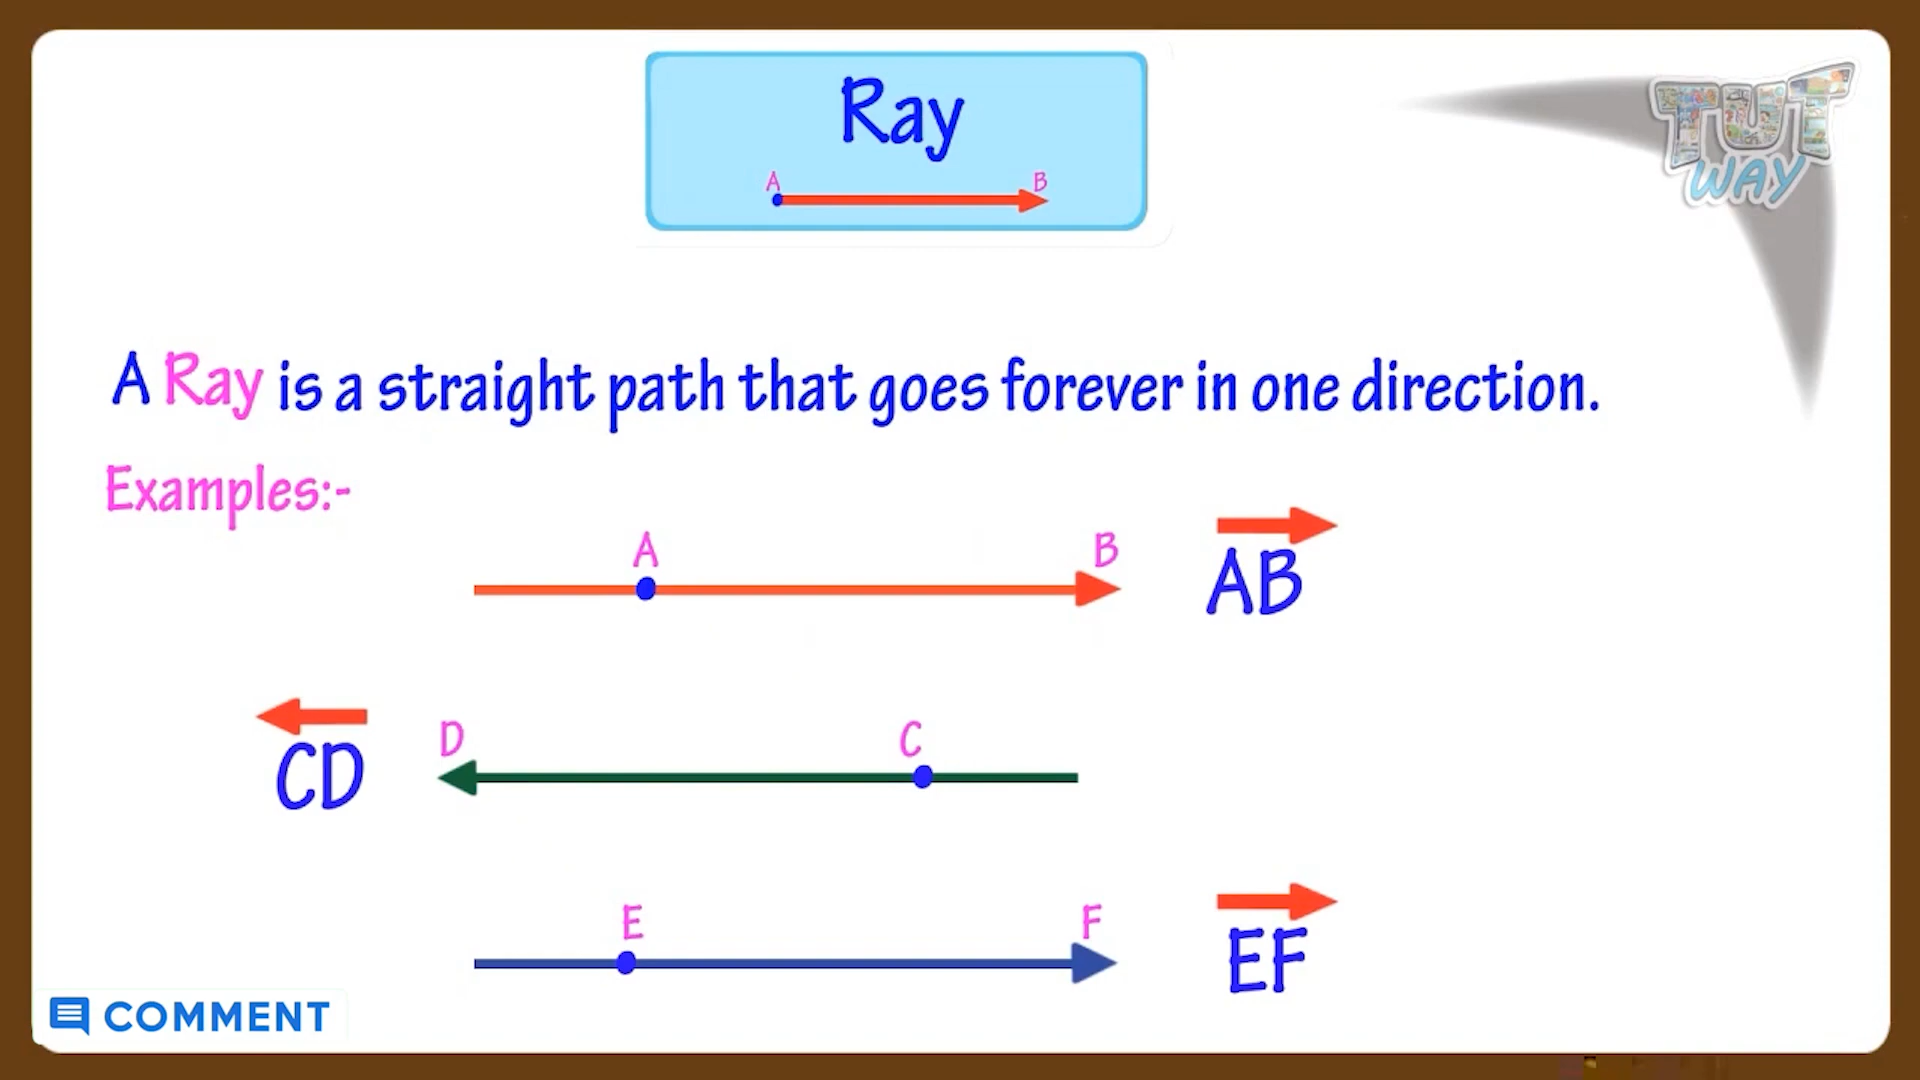 Ray
A B
TUT
WAY
A Ray is a straight path that goes forever in one direction.
Examples:-
A B AB
CD D C
E F EF
COMMENT